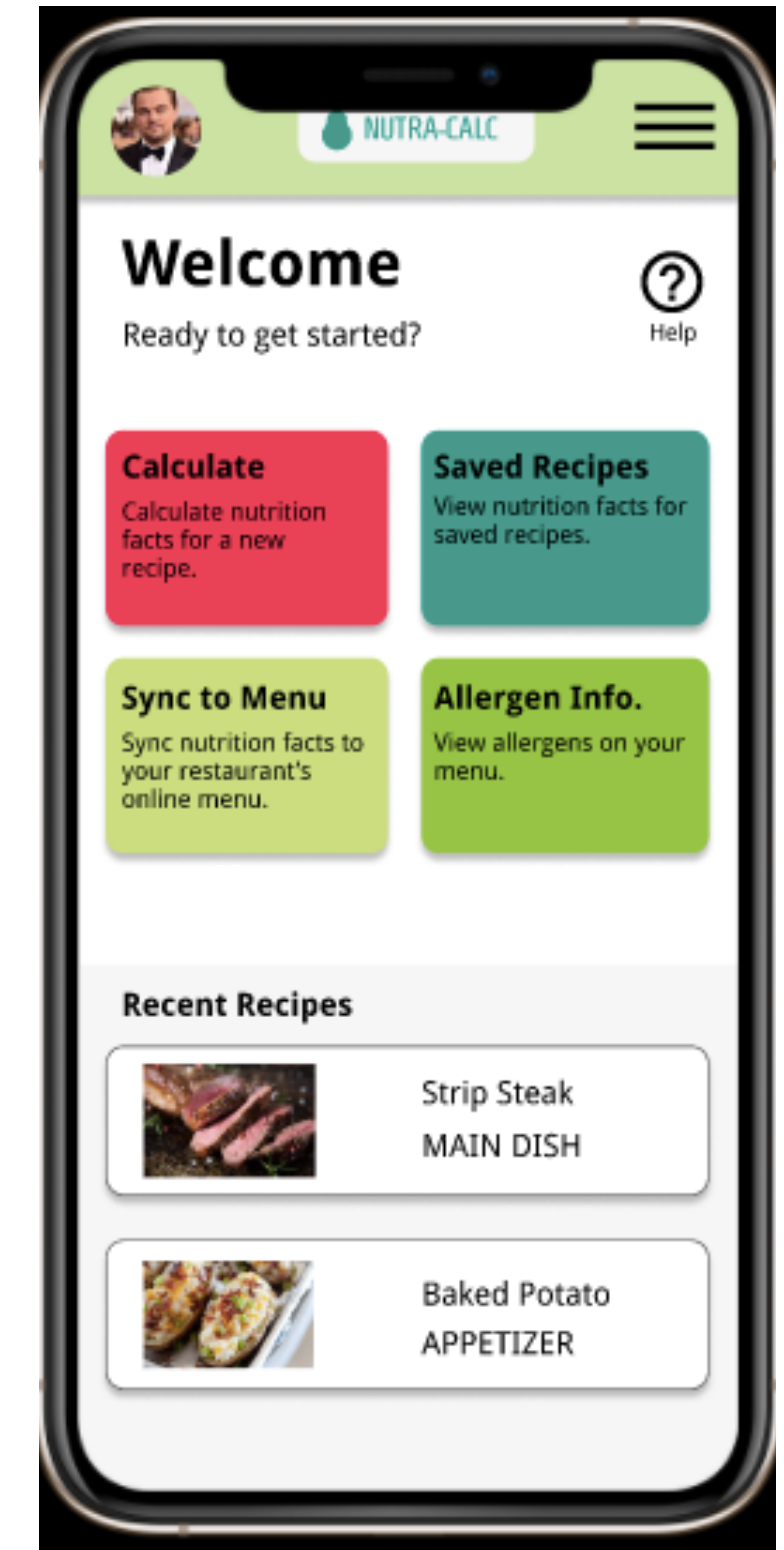 NUTRA-CALC
Welcome
Ready to get started?
Help
Calculate
Calculate nutrition
facts for a new
recipe.
Saved Recipes
View nutrition facts for
saved recipes.
Sync to Menu
Sync nutrition facts to
your restaurant's
online menu.
Allergen Info.
View allergens on your
menu.
Recent Recipes
Strip Steak
MAIN DISH
Baked Potato
APPETIZER